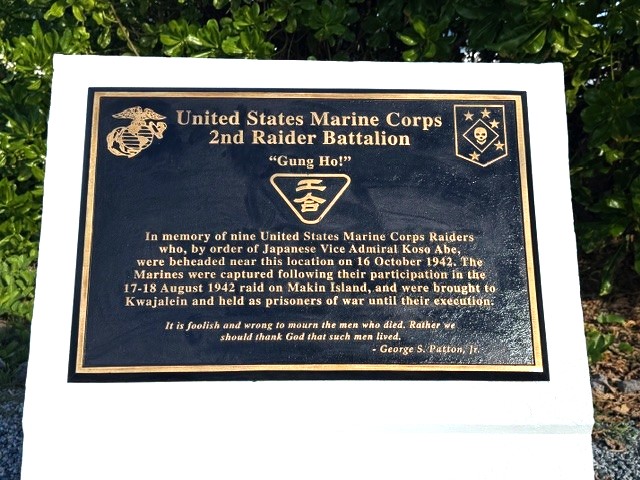 United States Marine Corps
2nd Raider Battalion
“Gung Ho!”
工
合
In memory of nine United States Marine Corps Raiders
who, by order of Japanese Vice Admiral Koso Abe,
were beheaded near this location on 16 October 1942. The
Marines were captured following their participation in the
17-18 August 1942 raid on Makin Island, and were brought to
Kwajalein and held as prisoners of war until their execution.
It is foolish and wrong to mourn the men who died. Rather we
should thank God that such men lived.
- George S. Patton, Jr.